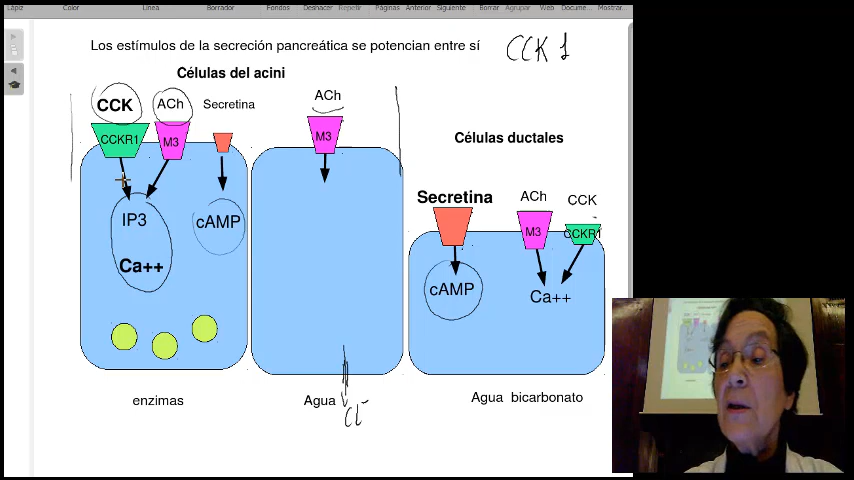 Lápiz Color Línea Borrador Fondos Deshacer Repetir Páginas Anterior Siguiente Borrar Agrupar Docume... Mostrar...
Los estímulos de la secreción pancreática se potencian entre sí
CCK 1
Células del acini
CCK ACh Secretina
ACh
CCKR1 M3
M3
Células ductales
Secretina ACh CCK
M3 CCKR1
IP3 cAMP
Ca++
cAMP Ca++
enzimas Agua Agua bicarbonato
Cl-